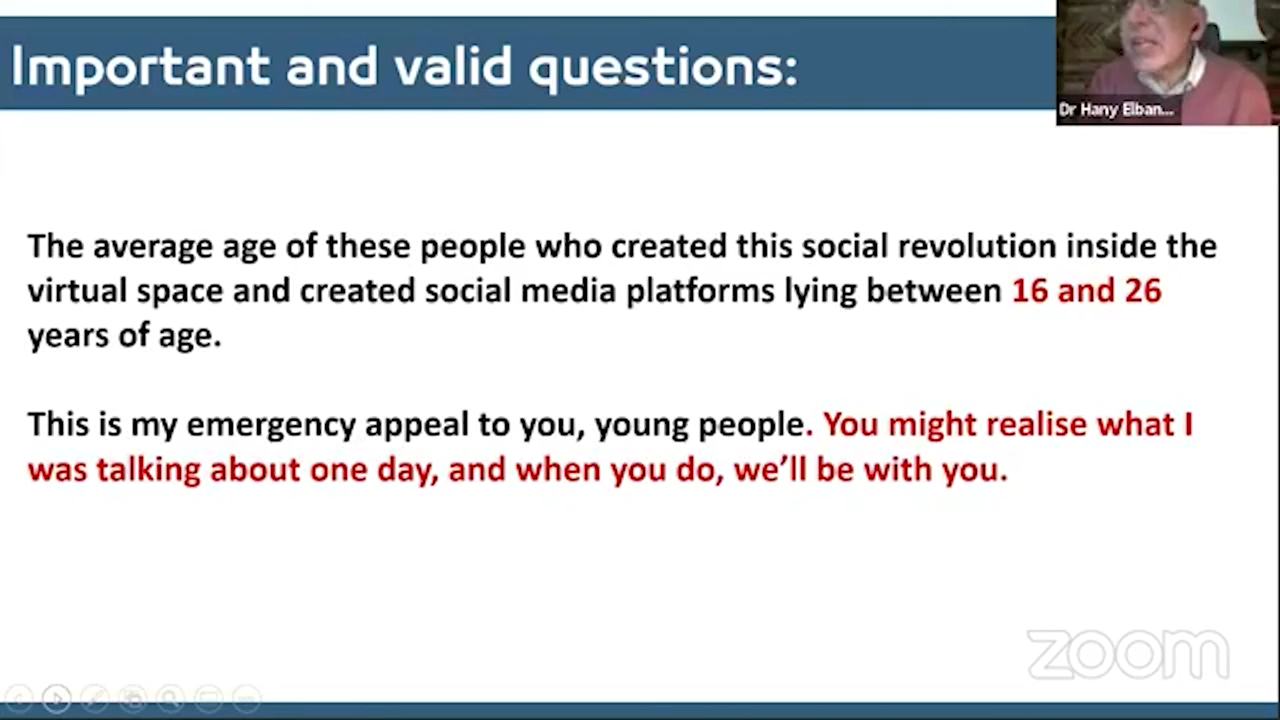 Important and valid questions:
Dr Hany Elban...
The average age of these people who created this social revolution inside the
virtual space and created social media platforms lying between 16 and 26
years of age.
This is my emergency appeal to you, young people. You might realise what I
was talking about one day, and when you do, we’ll be with you.
zoom